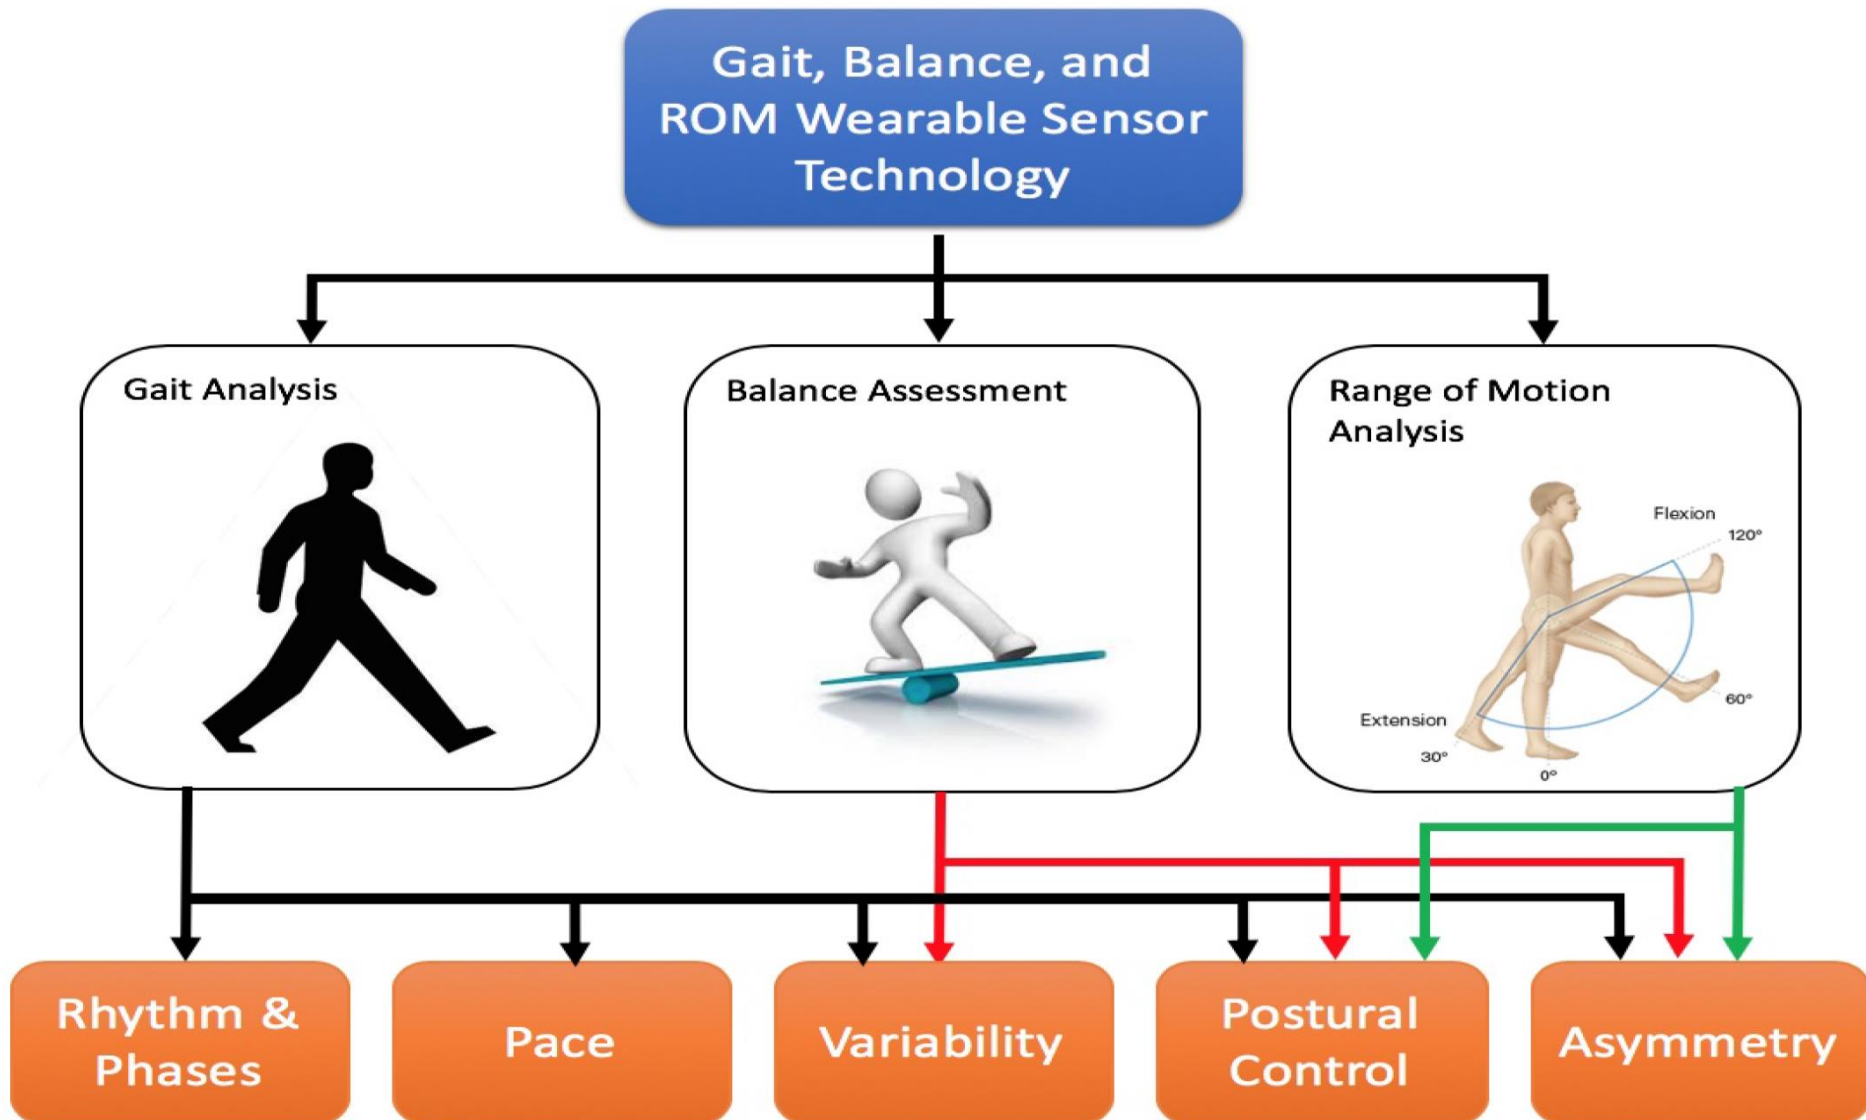 Gait, Balance, and
ROM Wearable Sensor
Technology
Gait Analysis
Balance Assessment
Range of Motion
Analysis
Flexion
120°
60°
Extension
30°
0°
Rhythm &
Phases
Pace
Variability
Postural
Control
Asymmetry